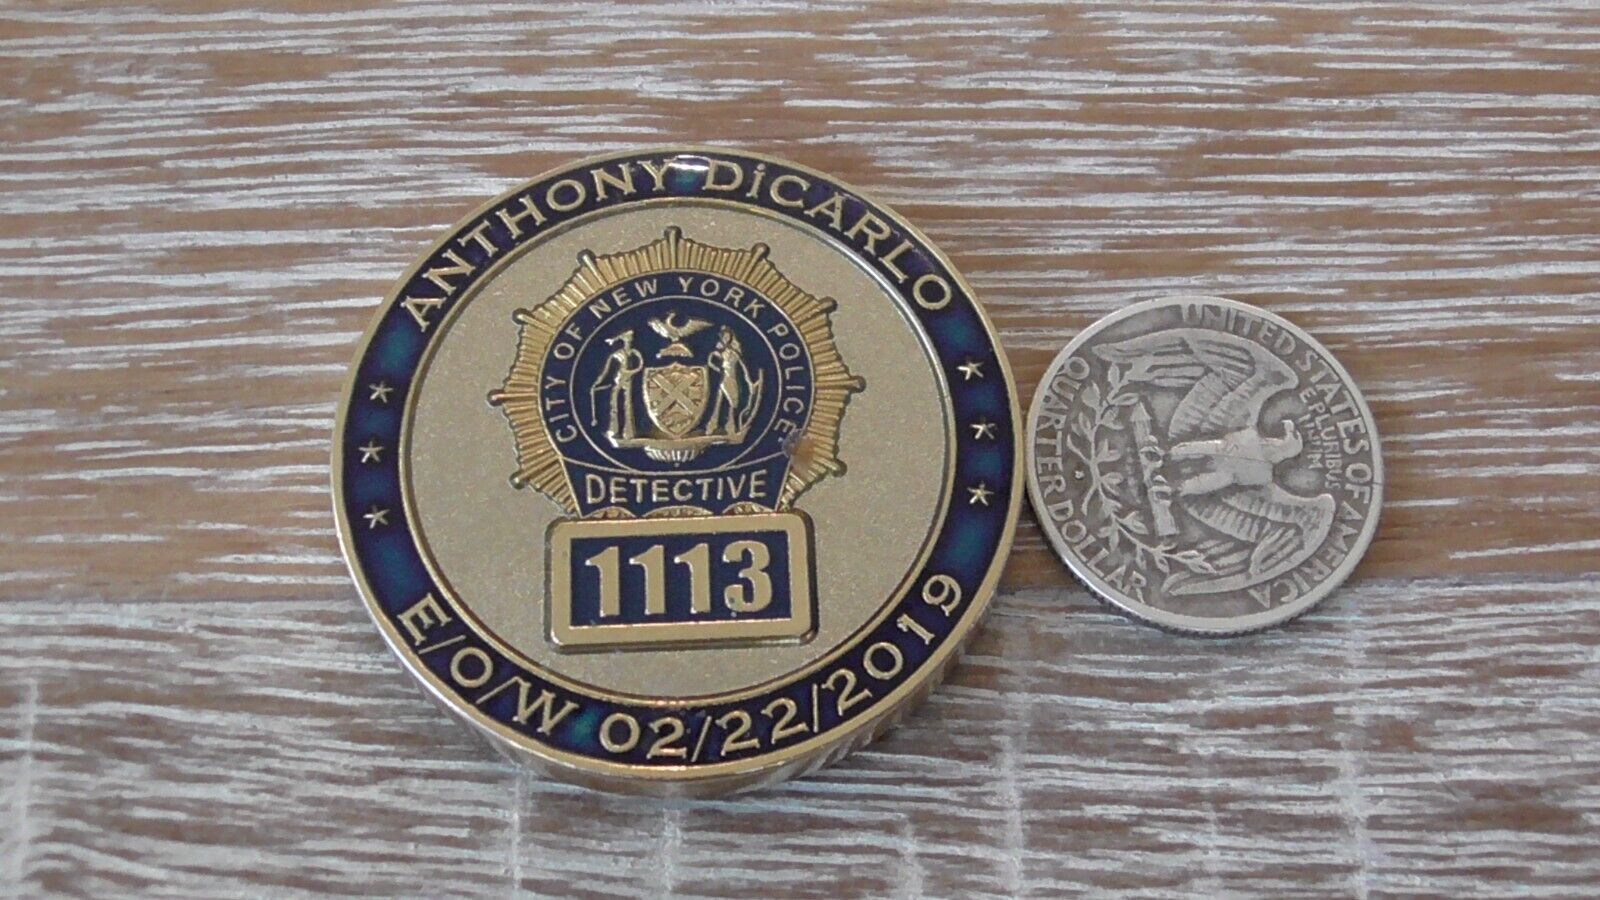 ANTHONY DiCARLO
CITY OF NEW YORK POLICE
DETECTIVE
1113
E/O/W 02/22/2019
UNITED STATES OF AMERICA
E PLURIBUS
UNUM
QUARTER DOLLAR